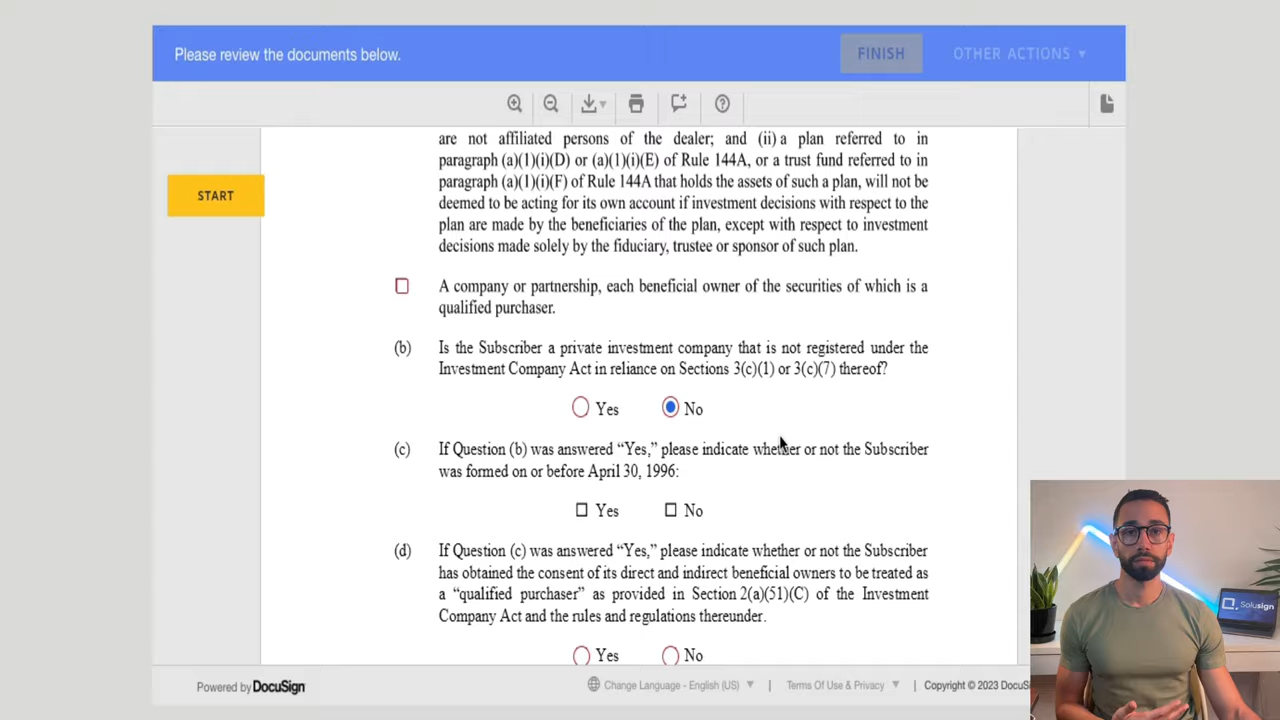 Please review the documents below.
FINISH
OTHER ACTIONS
START
are not affiliated persons of the dealer; and (ii) a plan referred to in
paragraph (a)(1)(i)(D) or (a)(1)(i)(E) of Rule 144A, or a trust fund referred to in
paragraph (a)(1)(i)(F) of Rule 144A that holds the assets of such a plan, will not be
deemed to be acting for its own account if investment decisions with respect to the
plan are made by the beneficiaries of the plan, except with respect to investment
decisions made solely by the fiduciary, trustee or sponsor of such plan.
A company or partnership, each beneficial owner of the securities of which is a
qualified purchaser.
(b) Is the Subscriber a private investment company that is not registered under the
Investment Company Act in reliance on Sections 3(c)(1) or 3(c)(7) thereof?
Yes No
(c) If Question (b) was answered “Yes,” please indicate whether or not the Subscriber
was formed on or before April 30, 1996:
Yes No
(d) If Question (c) was answered “Yes,” please indicate whether or not the Subscriber
has obtained the consent of its direct and indirect beneficial owners to be treated as
a “qualified purchaser” as provided in Section 2(a)(51)(C) of the Investment
Company Act and the rules and regulations thereunder.
Yes No
Powered by DocuSign
Change Language - English (US) | Terms Of Use & Privacy | Copyright © 2023 DocuS
Solusign